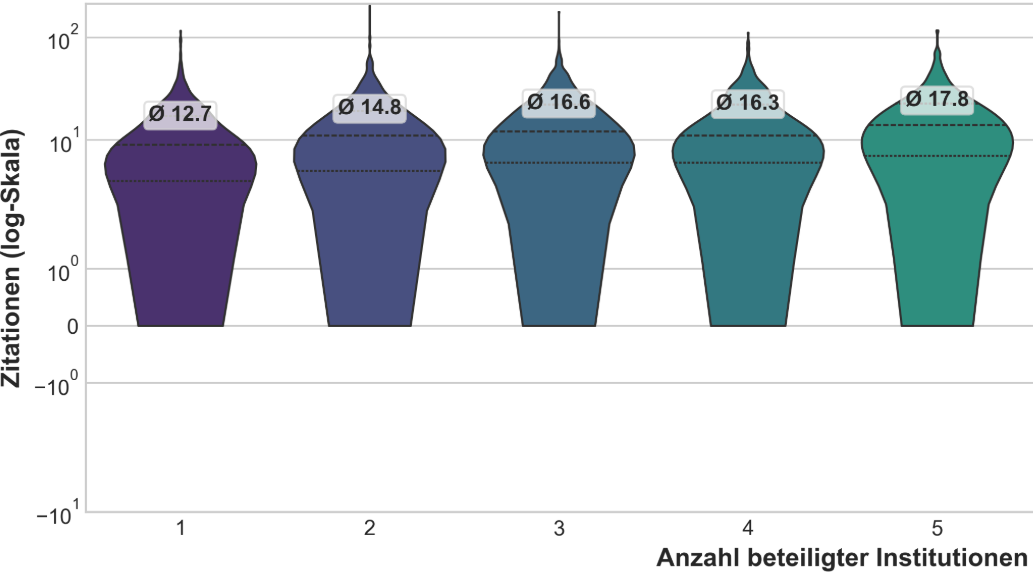 Zitationen (log-Skala)
10²
10¹
10⁰
0
−10⁰
−10¹
Ø 12.7
Ø 14.8
Ø 16.6
Ø 16.3
Ø 17.8
1 2 3 4 5
Anzahl beteiligter Institutionen